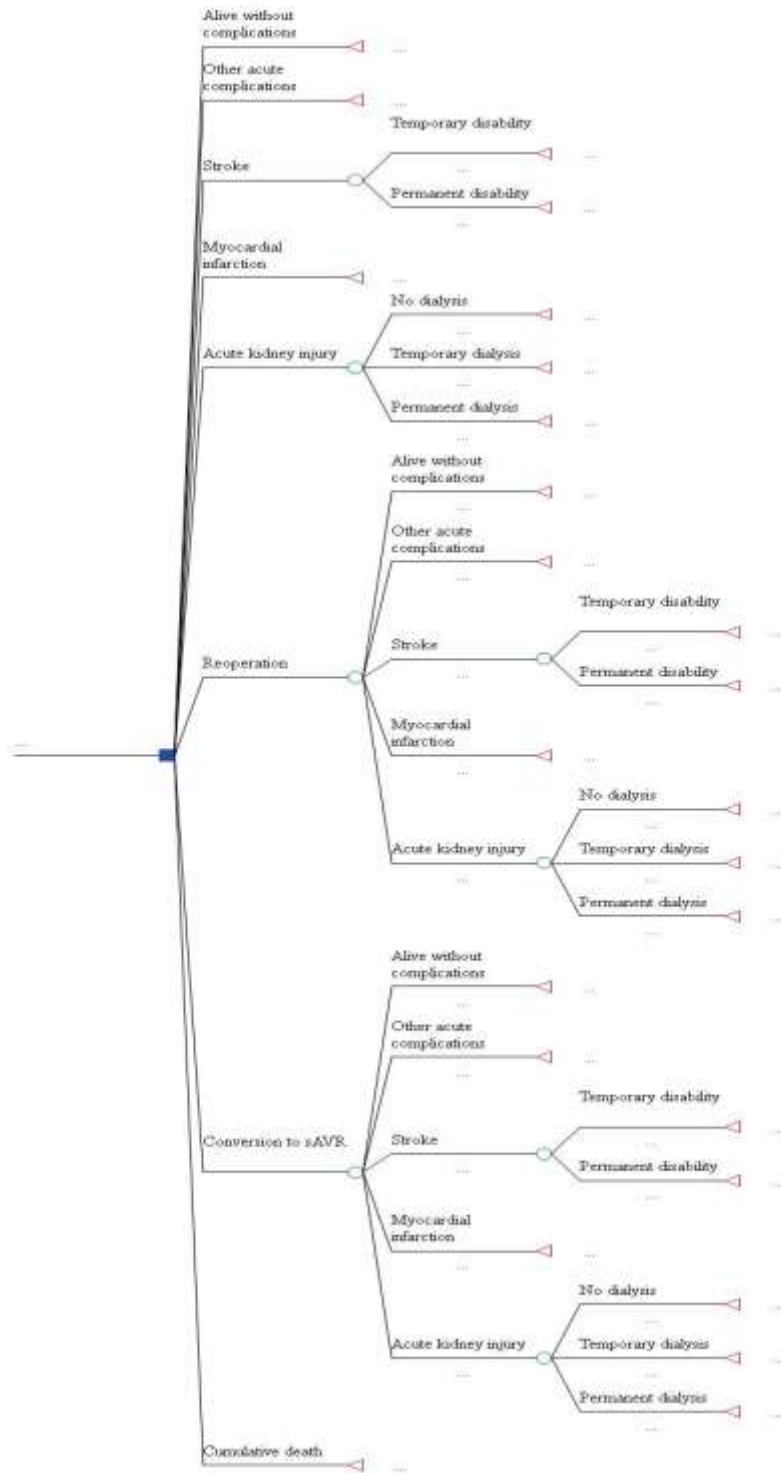 Alive without
complications
...
Other acute
complications
...
Temporary disability
...
...
Stroke
Permanent disability
...
...
Myocardial
infarction
...
No dialysis
...
...
Acute kidney injury
Temporary dialysis
...
...
Permanent dialysis
...
...
Alive without
complications
...
...
Other acute
complications
...
...
Temporary disability
...
...
Reoperation
Stroke
...
Permanent disability
...
...
Myocardial
infarction
...
...
...
No dialysis
...
...
Acute kidney injury
...
Temporary dialysis
...
...
Permanent dialysis
...
...
Alive without
complications
...
...
Other acute
complications
...
...
Temporary disability
...
...
Conversion to sAVR
Stroke
...
Permanent disability
...
...
Myocardial
infarction
...
...
No dialysis
...
...
Acute kidney injury
...
Temporary dialysis
...
...
Permanent dialysis
...
...
Cumulative death
...